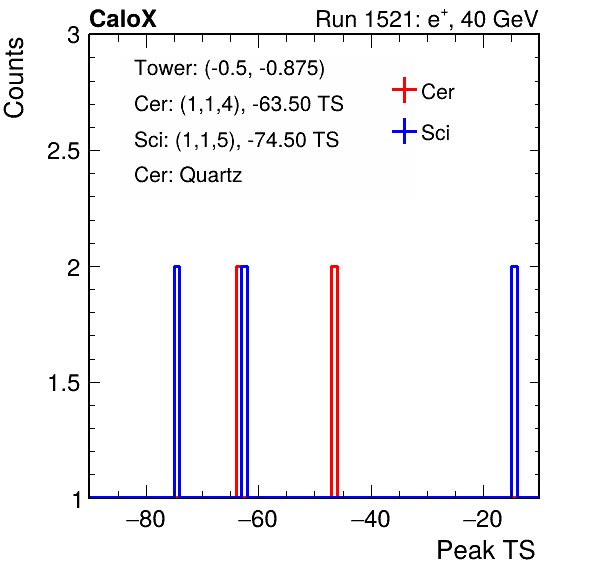 CaloX Run 1521: e+, 40 GeV
Counts
3
2.5
2
1.5
1
Tower: (-0.5, -0.875)
Cer: (1,1,4), -63.50 TS
Sci: (1,1,5), -74.50 TS
Cer: Quartz
Cer
Sci
−80 −60 −40 −20
Peak TS